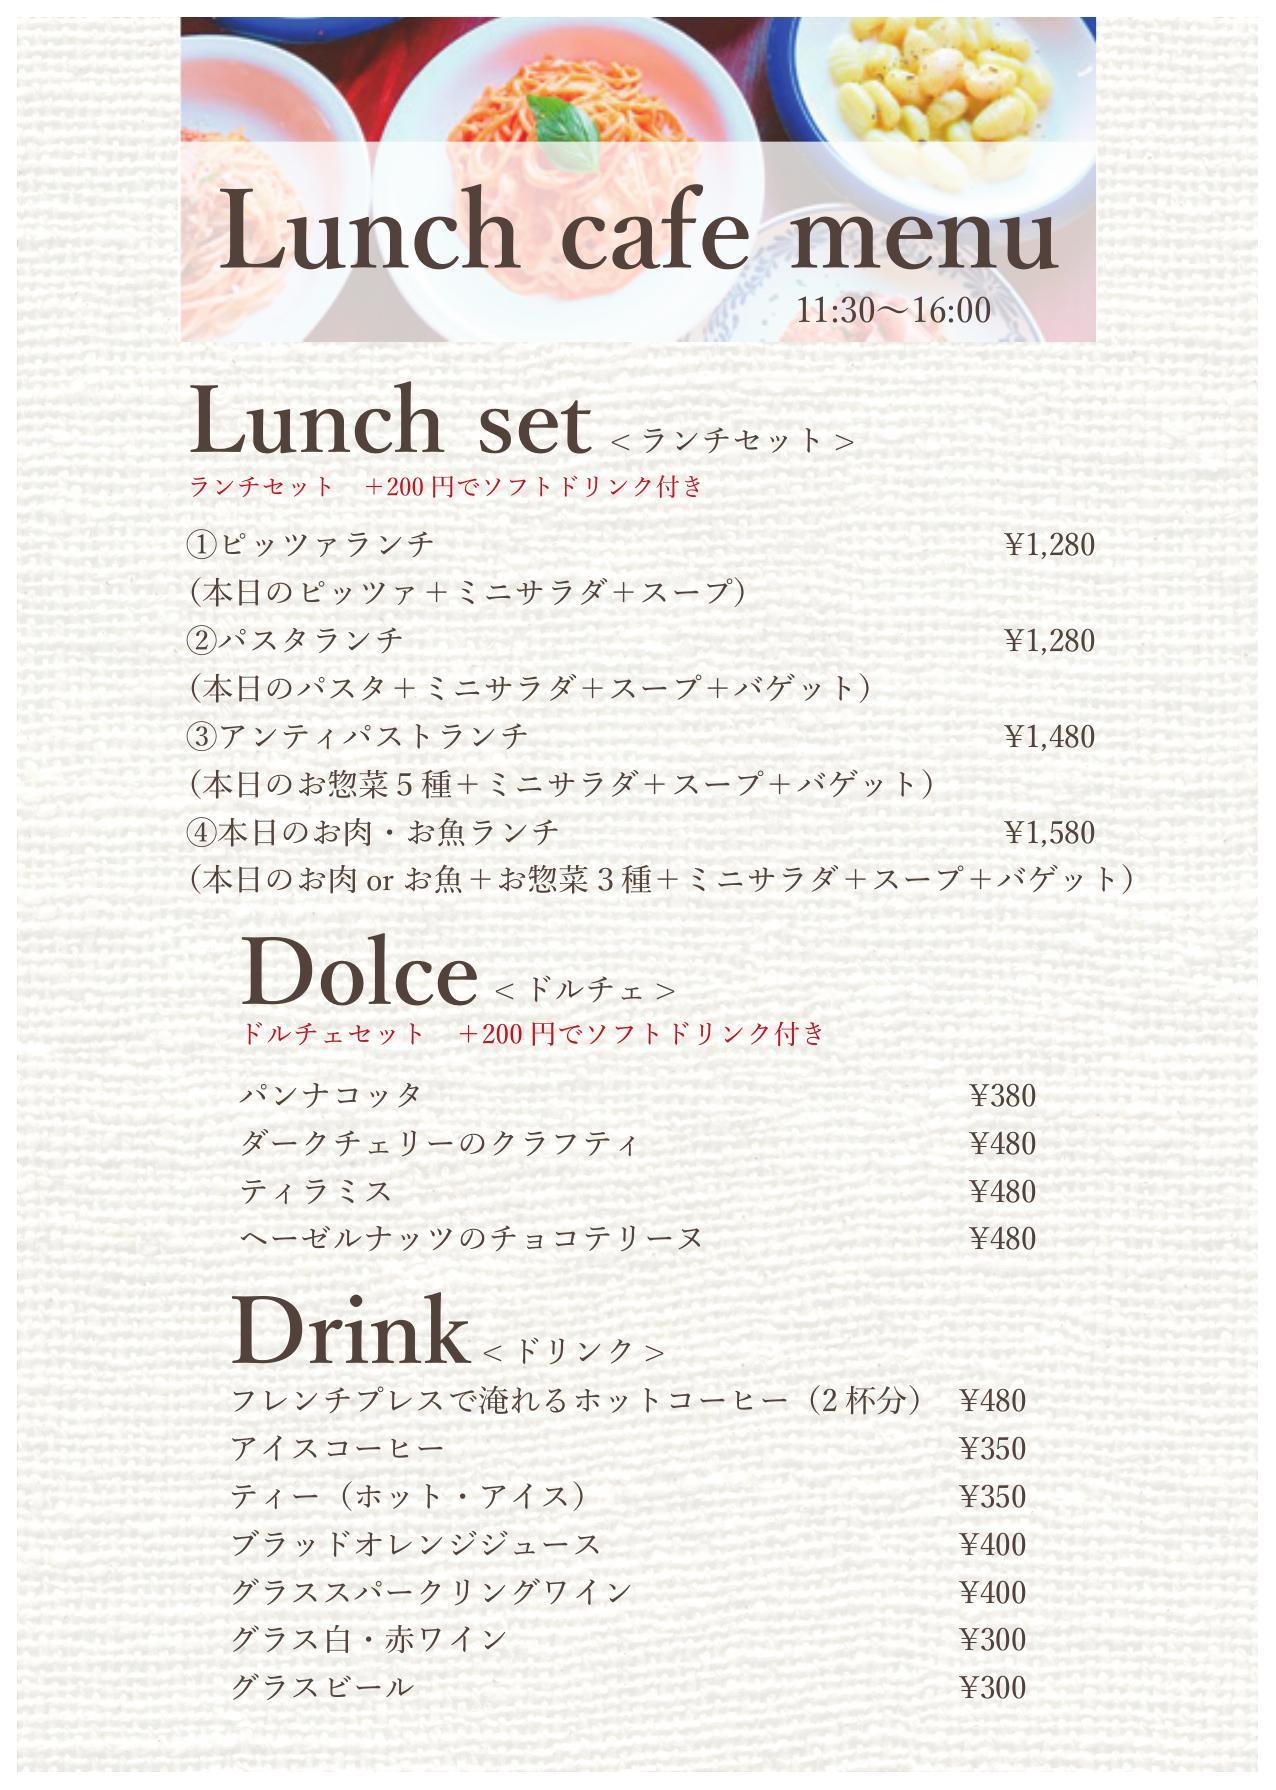 Lunch cafe menu
11:30〜16:00
Lunch set < ランチセット >
ランチセット　＋200 円でソフトドリンク付き
①ピッツァランチ ¥1,280
（本日のピッツァ＋ミニサラダ＋スープ）
②パスタランチ ¥1,280
（本日のパスタ＋ミニサラダ＋スープ＋バゲット）
③アンティパストランチ ¥1,480
（本日のお惣菜５種＋ミニサラダ＋スープ＋バゲット）
④本日のお肉・お魚ランチ ¥1,580
（本日のお肉 or お魚＋お惣菜３種＋ミニサラダ＋スープ＋バゲット）
Dolce < ドルチェ >
ドルチェセット　＋200 円でソフトドリンク付き
パンナコッタ ¥380
ダークチェリーのクラフティ ¥480
ティラミス ¥480
ヘーゼルナッツのチョコテリーヌ ¥480
Drink < ドリンク >
フレンチプレスで淹れるホットコーヒー（2 杯分） ¥480
アイスコーヒー ¥350
ティー（ホット・アイス） ¥350
ブラッドオレンジジュース ¥400
グラススパークリングワイン ¥400
グラス白・赤ワイン ¥300
グラスビール ¥300